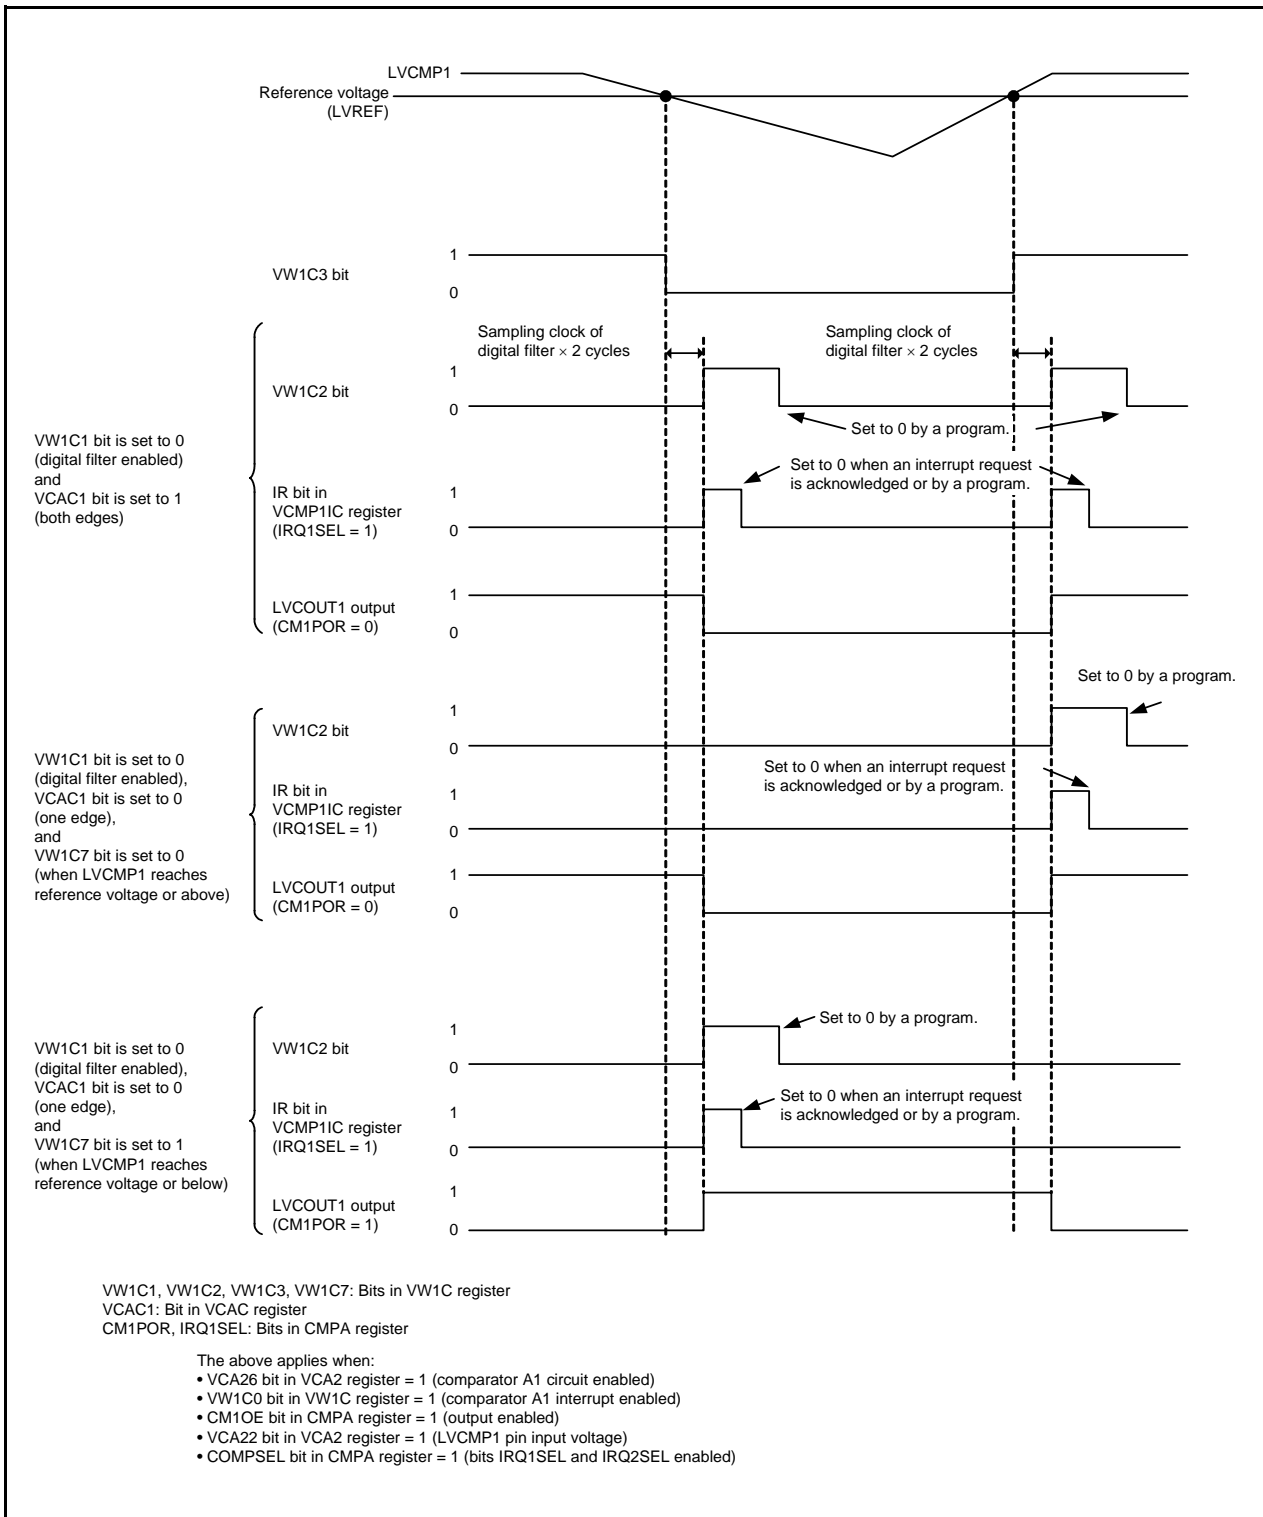 LVCMP1
Reference voltage
(LVREF)
VW1C3 bit
1
0
Sampling clock of
digital filter × 2 cycles
Sampling clock of
digital filter × 2 cycles
VW1C1 bit is set to 0
(digital filter enabled)
and
VCAC1 bit is set to 1
(both edges)
VW1C2 bit
1
0
Set to 0 by a program.
IR bit in
VCMP1IC register
(IRQ1SEL = 1)
1
0
Set to 0 when an interrupt request
is acknowledged or by a program.
LVCOUT1 output
(CM1POR = 0)
1
0
VW1C1 bit is set to 0
(digital filter enabled),
VCAC1 bit is set to 0
(one edge),
and
VW1C7 bit is set to 0
(when LVCMP1 reaches
reference voltage or above)
VW1C2 bit
1
0
Set to 0 by a program.
IR bit in
VCMP1IC register
(IRQ1SEL = 1)
1
0
Set to 0 when an interrupt request
is acknowledged or by a program.
LVCOUT1 output
(CM1POR = 0)
1
0
VW1C1 bit is set to 0
(digital filter enabled),
VCAC1 bit is set to 0
(one edge),
and
VW1C7 bit is set to 1
(when LVCMP1 reaches
reference voltage or below)
VW1C2 bit
1
0
Set to 0 by a program.
IR bit in
VCMP1IC register
(IRQ1SEL = 1)
1
0
Set to 0 when an interrupt request
is acknowledged or by a program.
LVCOUT1 output
(CM1POR = 1)
1
0
VW1C1, VW1C2, VW1C3, VW1C7: Bits in VW1C register
VCAC1: Bit in VCAC register
CM1POR, IRQ1SEL: Bits in CMPA register
The above applies when:
• VCA26 bit in VCA2 register = 1 (comparator A1 circuit enabled)
• VW1C0 bit in VW1C register = 1 (comparator A1 interrupt enabled)
• CM1OE bit in CMPA register = 1 (output enabled)
• VCA22 bit in VCA2 register = 1 (LVCMP1 pin input voltage)
• COMPSEL bit in CMPA register = 1 (bits IRQ1SEL and IRQ2SEL enabled)